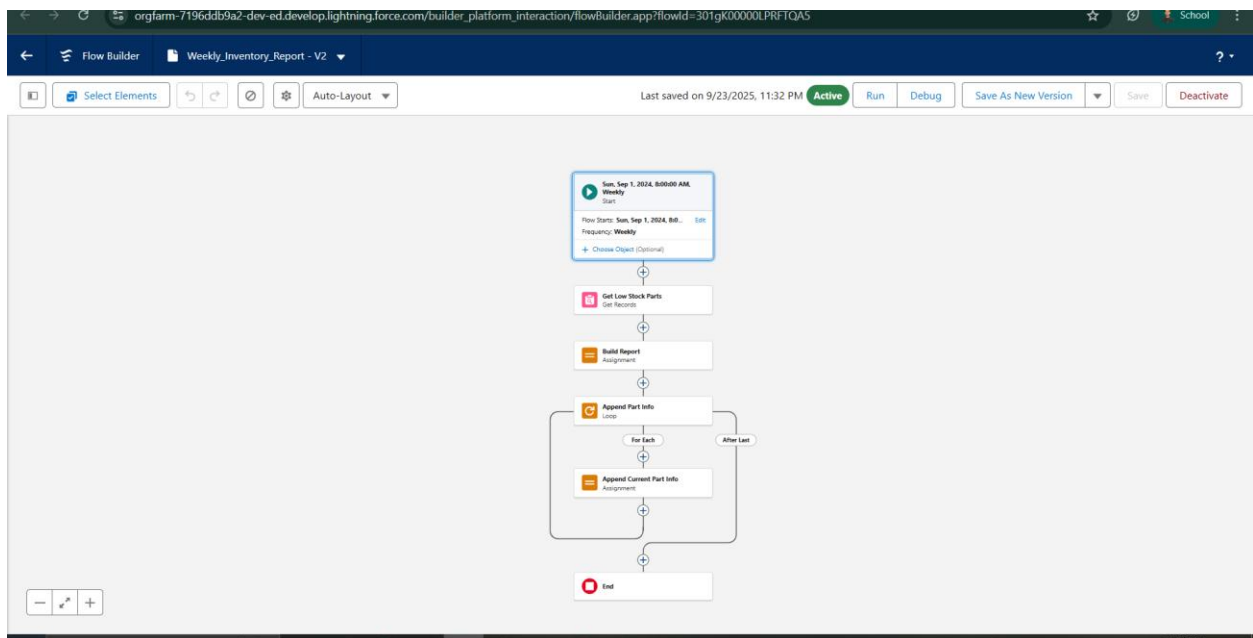 orgfarm-7196ddb9a2-dev-ed.develop.lightning.force.com/builder_platform_interaction/flowBuilder.app?flowId=301gK00000LPRFTQA5
School
Flow Builder
Weekly_Inventory_Report - V2
?
Select Elements
Auto-Layout
Last saved on 9/23/2025, 11:32 PM
Active
Run
Debug
Save As New Version
Save
Deactivate
Sun, Sep 1, 2024, 8:00:00 AM,
Weekly
Start
Flow Starts: Sun, Sep 1, 2024, 8:0... Edit
Frequency: Weekly
+ Choose Object (Optional)
Get Low Stock Parts
Get Records
Build Report
Assignment
Append Part Info
Loop
For Each
After Last
Append Current Part Info
Assignment
End